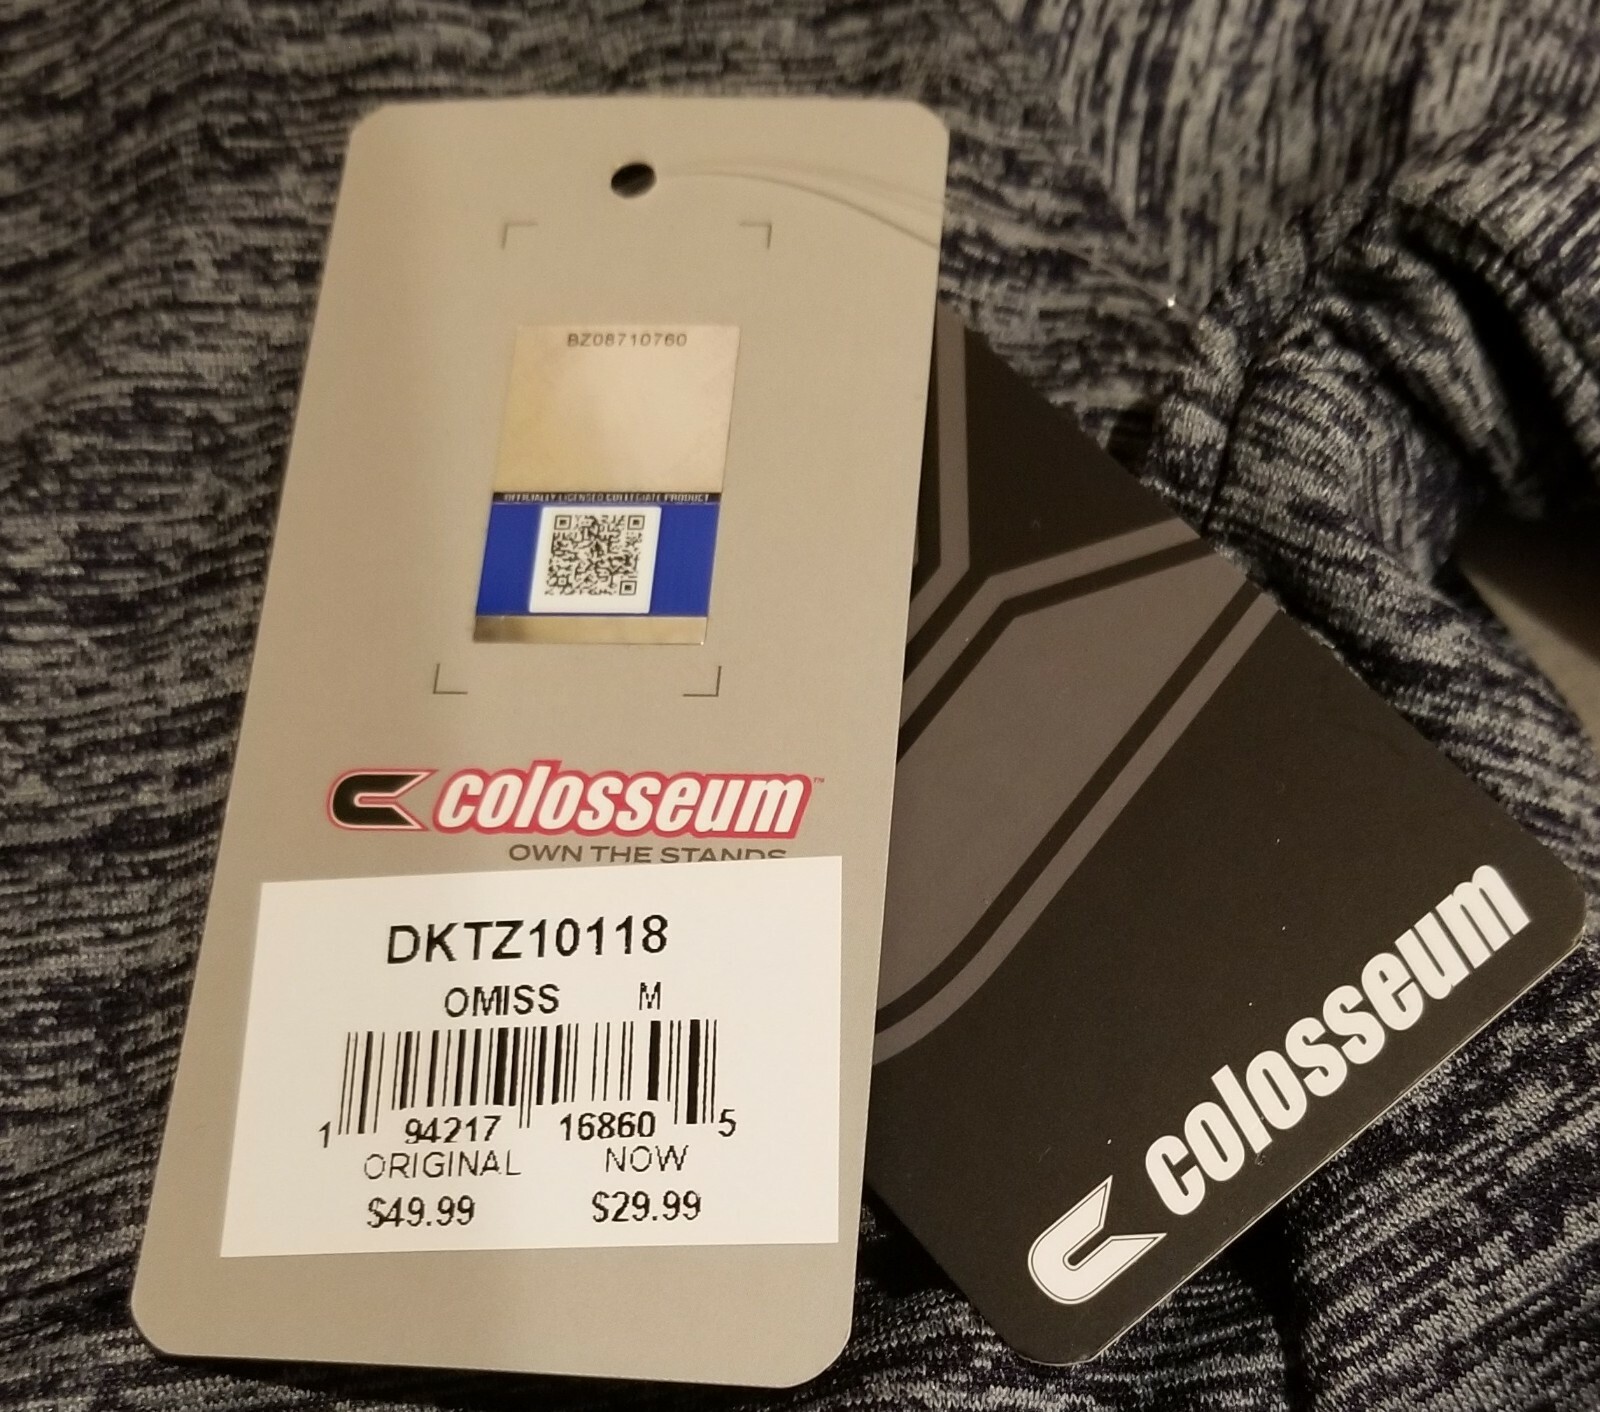 BZ08710760
OFFICIALLY LICENSED COLLEGIATE PRODUCT
colosseum™
OWN THE STANDS
DKTZ10118
OMISS M
1 94217 16860 5
ORIGINAL NOW
$49.99 $29.99
colosseum